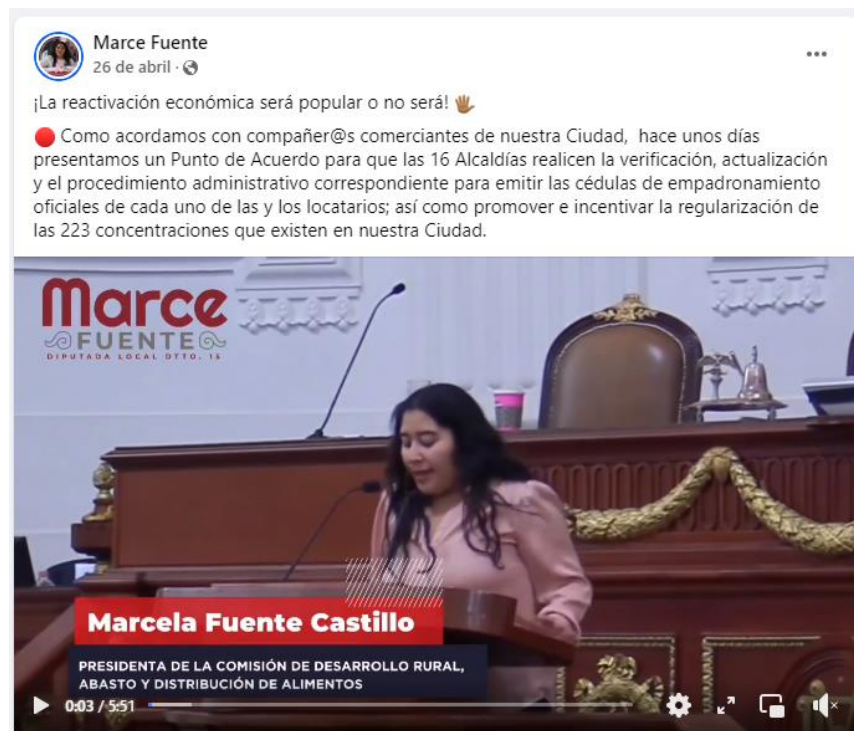 Marce Fuente
26 de abril ·
¡La reactivación económica será popular o no será! 🖐🏽
🔴 Como acordamos con compañer@s comerciantes de nuestra Ciudad, hace unos días
presentamos un Punto de Acuerdo para que las 16 Alcaldías realicen la verificación, actualización
y el procedimiento administrativo correspondiente para emitir las cédulas de empadronamiento
oficiales de cada uno de las y los locatarios; así como promover e incentivar la regularización de
las 223 concentraciones que existen en nuestra Ciudad.
Marce
FUENTE
DIPUTADA LOCAL DTTO. 15
Marcela Fuente Castillo
PRESIDENTA DE LA COMISIÓN DE DESARROLLO RURAL,
ABASTO Y DISTRIBUCIÓN DE ALIMENTOS
0:03 / 5:51